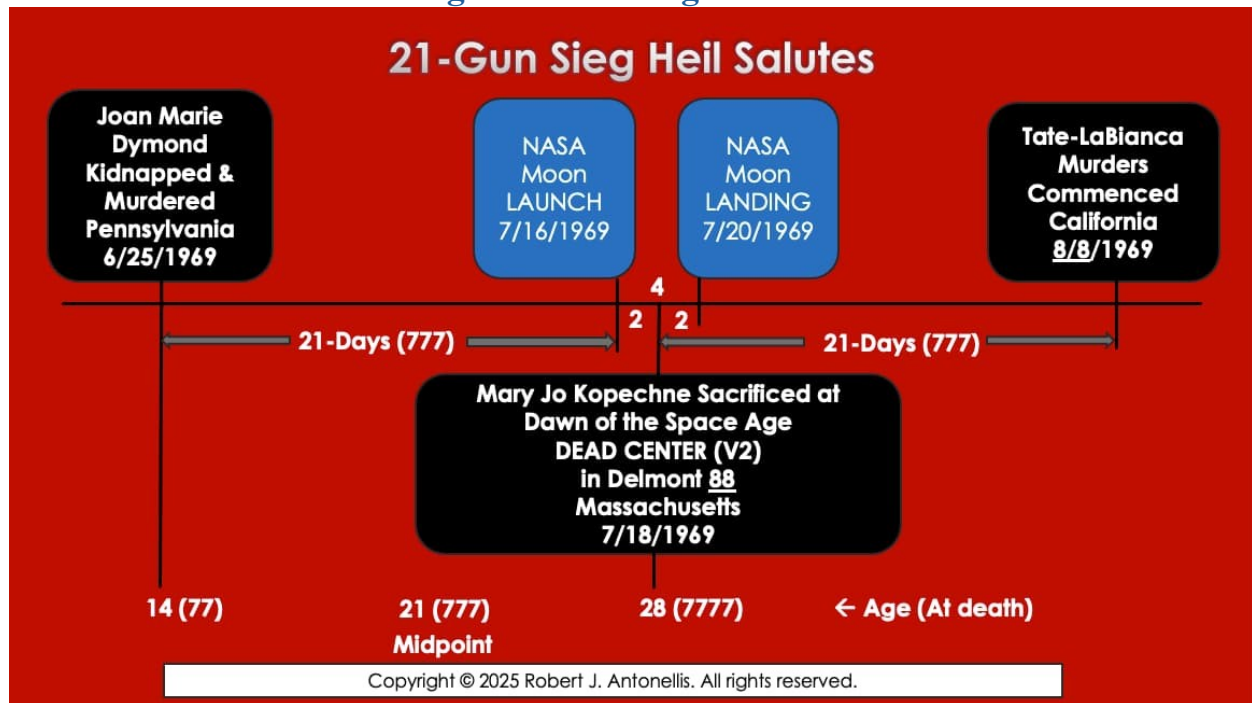 21-Gun Sieg Heil Salutes
Joan Marie
Dymond
Kidnapped &
Murdered
Pennsylvania
6/25/1969
NASA
Moon
LAUNCH
7/16/1969
NASA
Moon
LANDING
7/20/1969
Tate-LaBianca
Murders
Commenced
California
8/8/1969
4
2
2
21-Days (777)
21-Days (777)
Mary Jo Kopechne Sacrificed at
Dawn of the Space Age
DEAD CENTER (V2)
in Delmont 88
Massachusetts
7/18/1969
14 (77)
21 (777)
Midpoint
28 (7777)
← Age (At death)
Copyright © 2025 Robert J. Antonellis. All rights reserved.